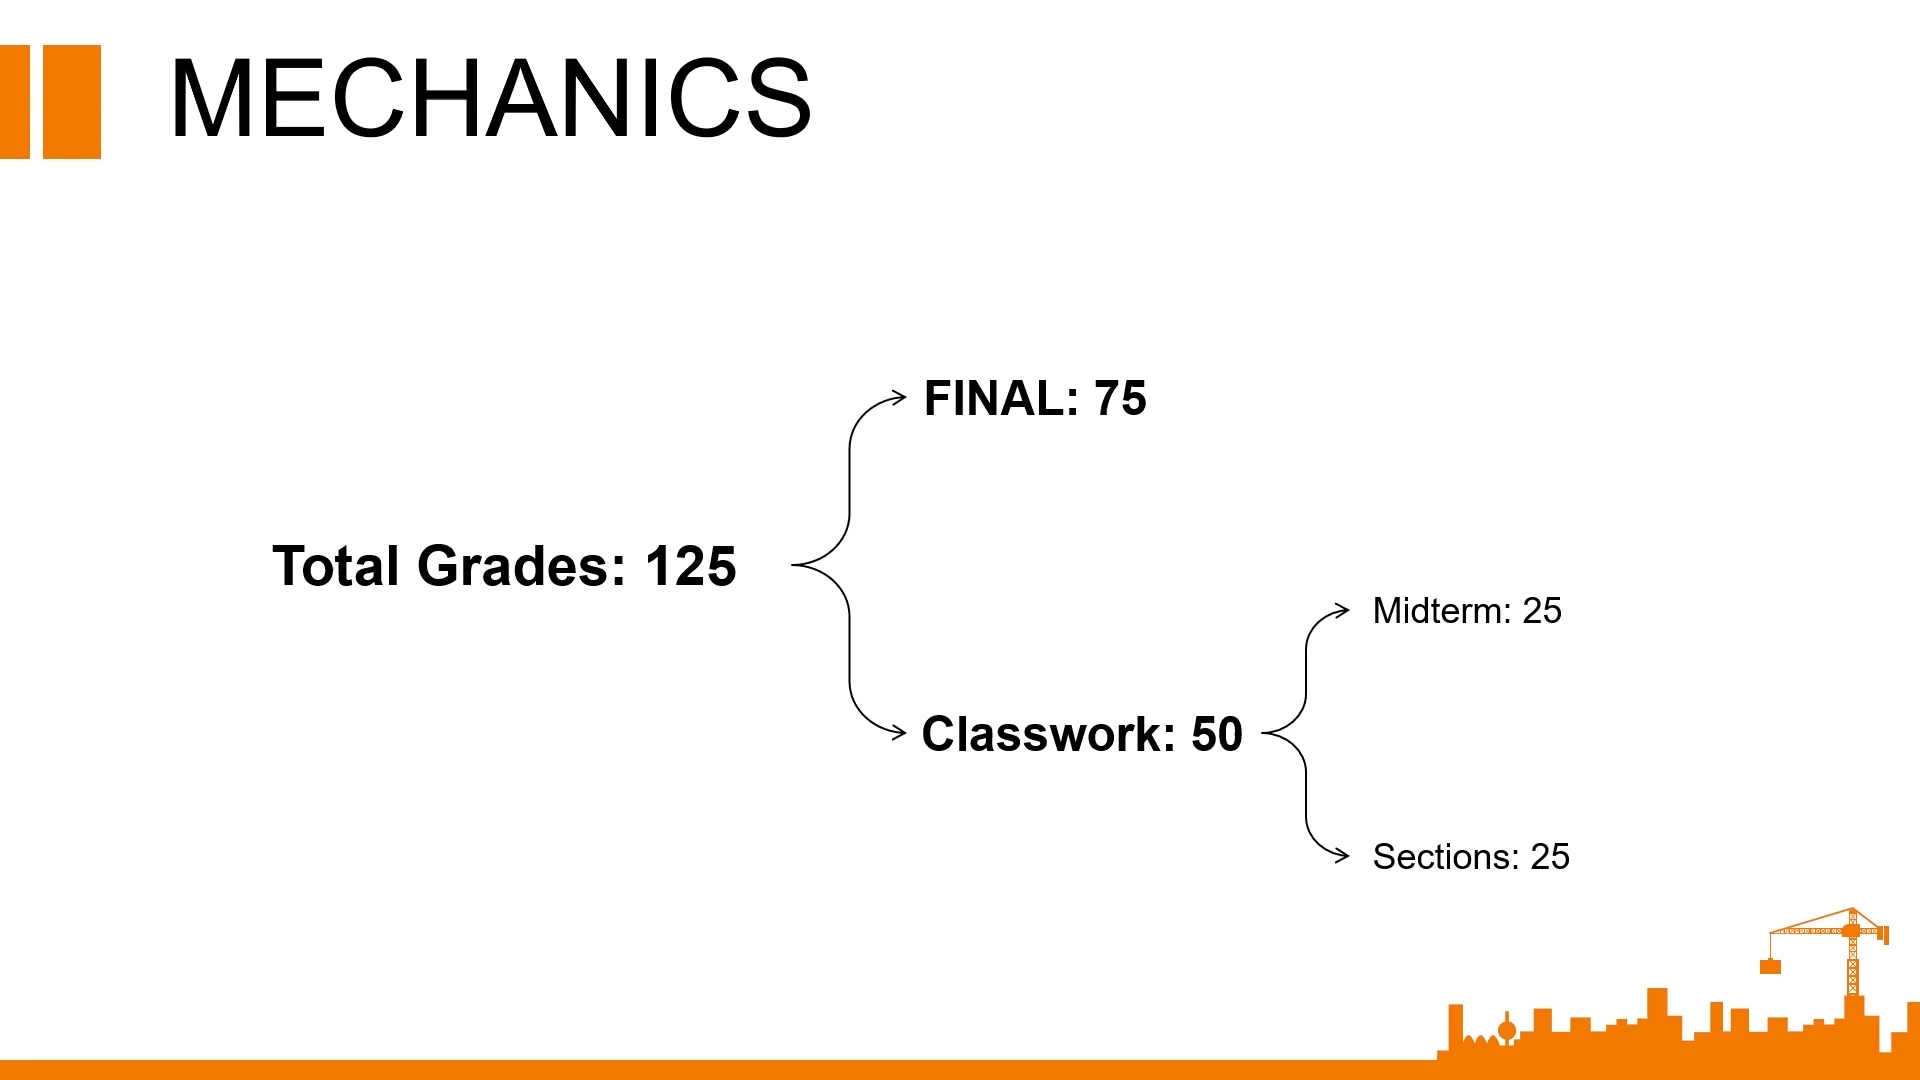 MECHANICS
FINAL: 75
Total Grades: 125
Midterm: 25
Classwork: 50
Sections: 25